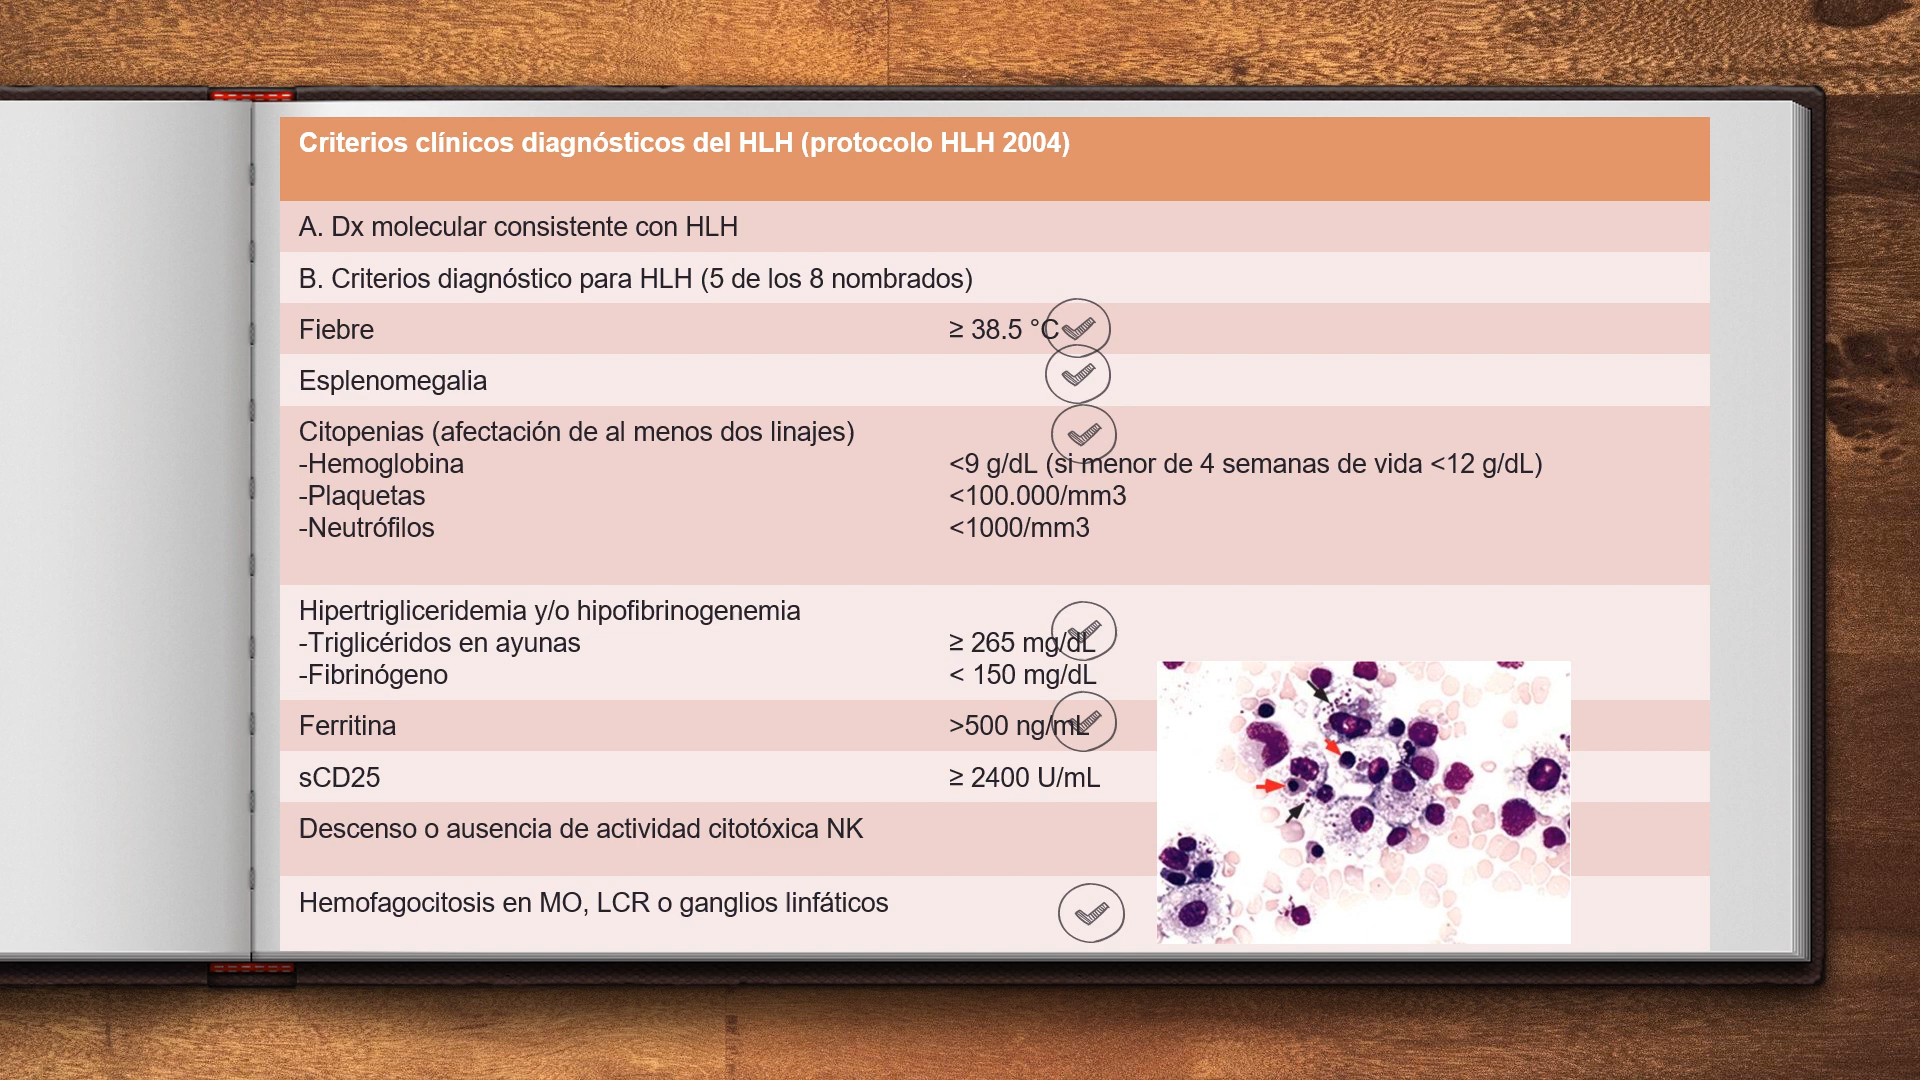 Criterios clínicos diagnósticos del HLH (protocolo HLH 2004)
A. Dx molecular consistente con HLH
B. Criterios diagnóstico para HLH (5 de los 8 nombrados)
Fiebre ≥ 38.5 °C
Esplenomegalia
Citopenias (afectación de al menos dos linajes)
-Hemoglobina <9 g/dL (si menor de 4 semanas de vida <12 g/dL)
-Plaquetas <100.000/mm3
-Neutrófilos <1000/mm3
Hipertrigliceridemia y/o hipofibrinogenemia
-Triglicéridos en ayunas ≥ 265 mg/dL
-Fibrinógeno < 150 mg/dL
Ferritina >500 ng/mL
sCD25 ≥ 2400 U/mL
Descenso o ausencia de actividad citotóxica NK
Hemofagocitosis en MO, LCR o ganglios linfáticos